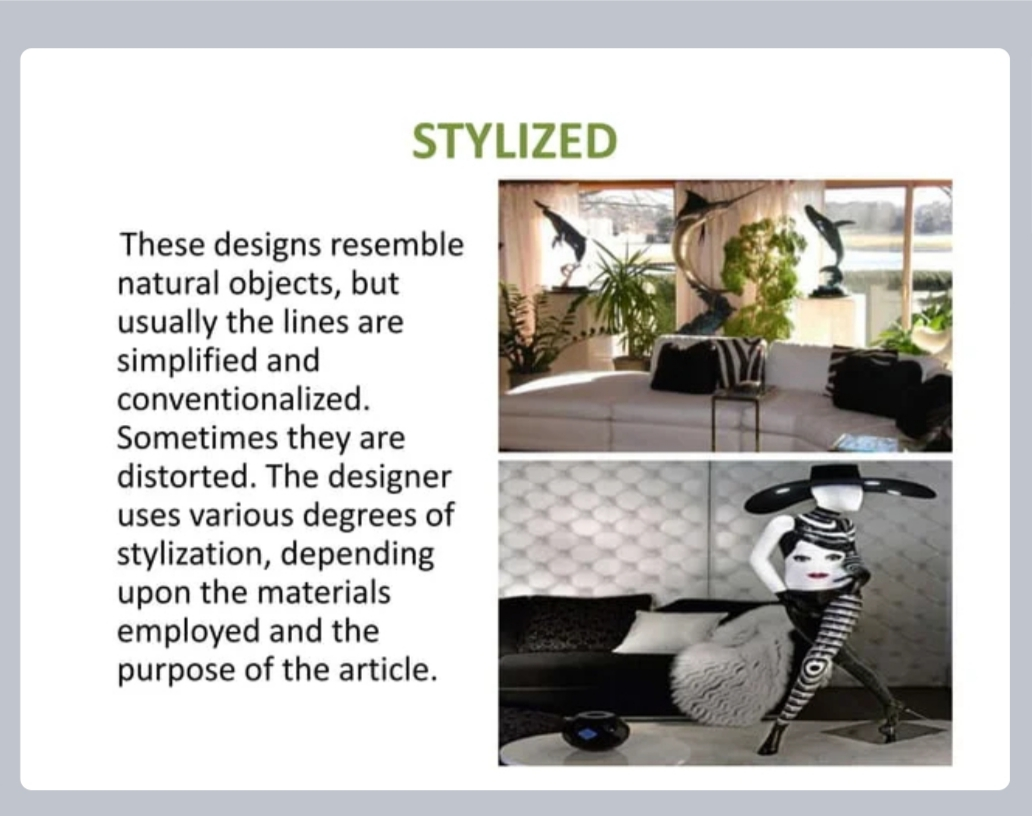 STYLIZED
These designs resemble
natural objects, but
usually the lines are
simplified and
conventionalized.
Sometimes they are
distorted. The designer
uses various degrees of
stylization, depending
upon the materials
employed and the
purpose of the article.